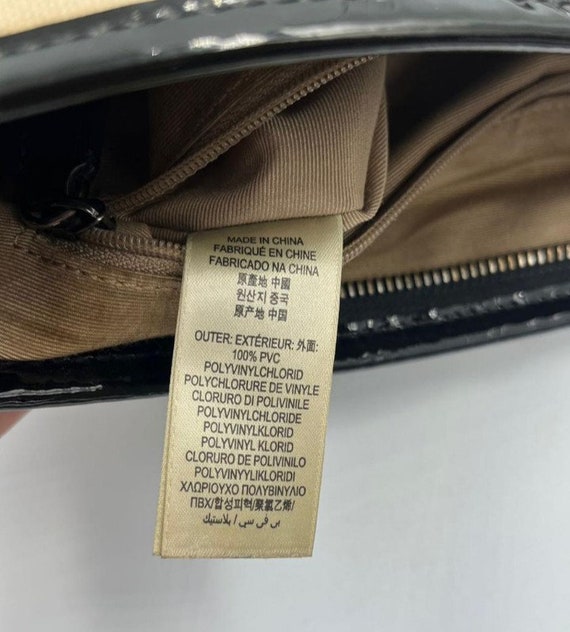 MADE IN CHINA
FABRIQUÉ EN CHINE
FABRICADO NA CHINA
原產地 中國
원산지 중국
原产地 中国
OUTER: EXTÉRIEUR: 外面:
100% PVC
POLYVINYLCHLORID
POLYCHLORURE DE VINYLE
CLORURO DI POLIVINILE
POLYVINYLCHLORIDE
POLYVINYLKLORID
POLYVINYL KLORID
CLORURO DE POLIVINILO
POLYVINYYLIKLORIDI
ΧΛΩΡΙΟΥΧΟ ΠΟΛΥΒΙΝΥΛΙΟ
ПВХ/합성피혁/聚氯乙烯/
بي في سي / بلاستيك